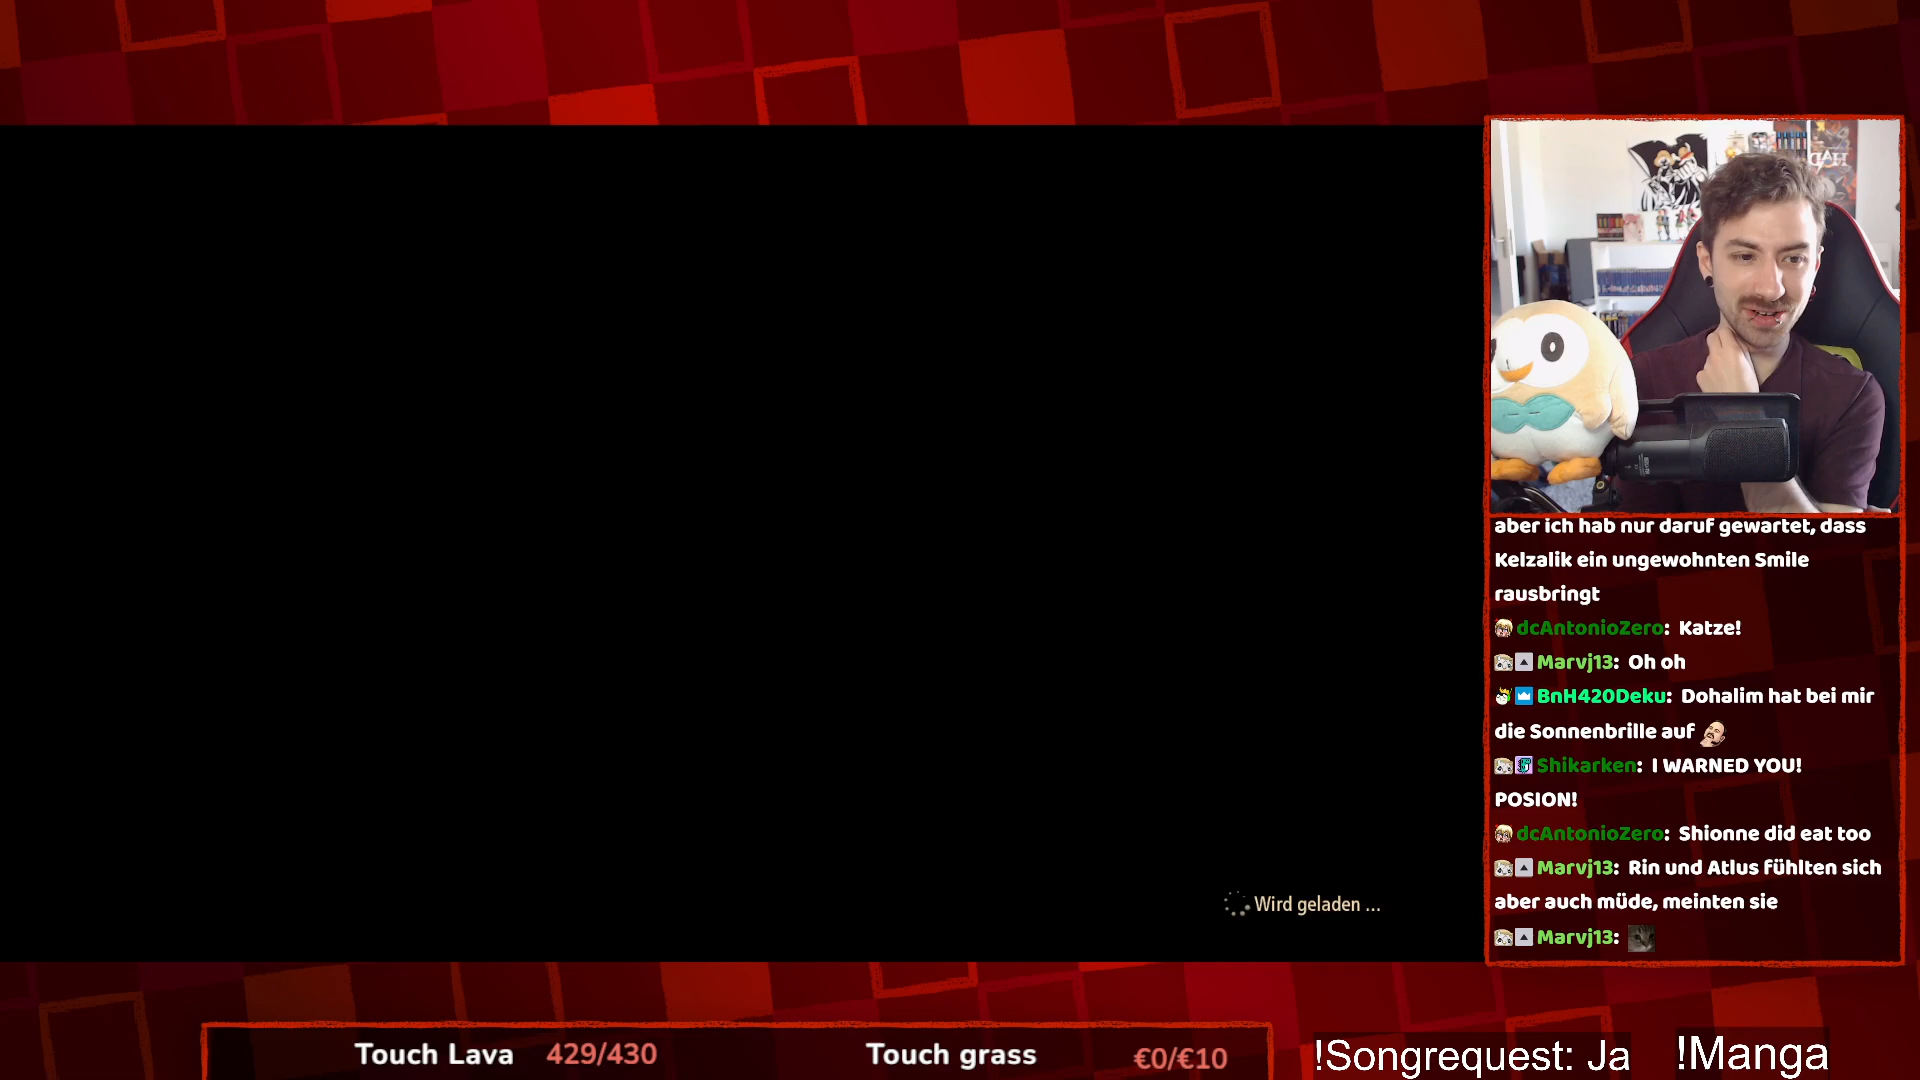 HAD
aber ich hab nur daruf gewartet, dass
Kelzalik ein ungewohnten Smile
rausbringt
dcAntonioZero: Katze!
Marvj13: Oh oh
BnH420Deku: Dohalim hat bei mir
die Sonnenbrille auf
Shikarken: I WARNED YOU!
POSION!
dcAntonioZero: Shionne did eat too
Marvj13: Rin und Atlus fühlten sich
aber auch müde, meinten sie
Marvj13:
Wird geladen ...
Touch Lava 429/430 Touch grass €0/€10 !Songrequest: Ja !Manga